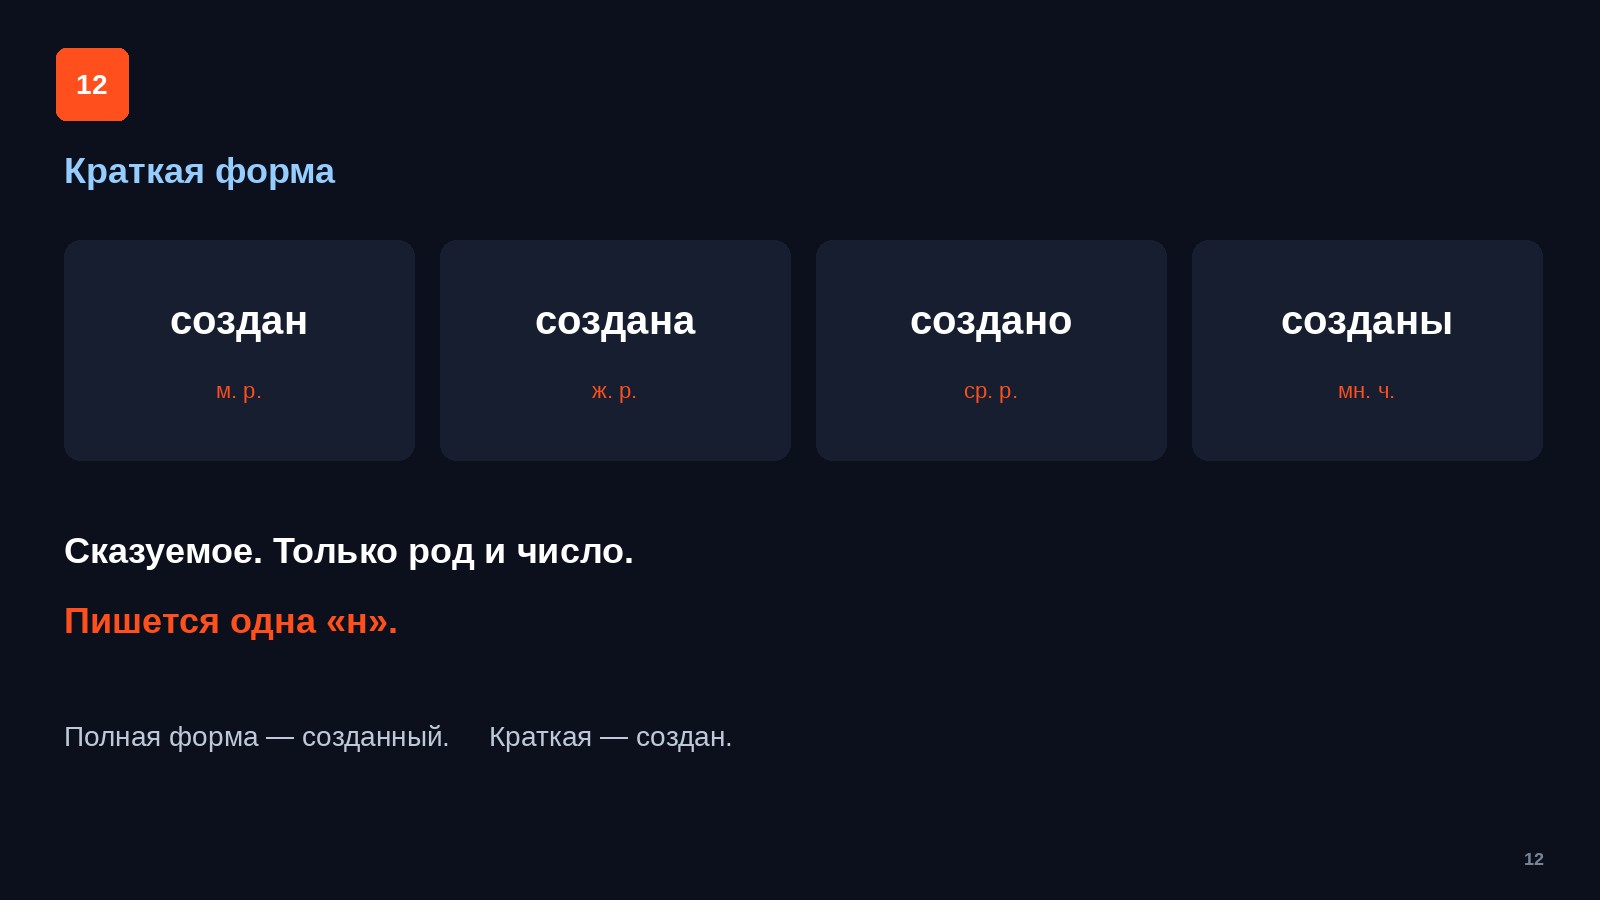 12
Краткая форма
создан
создана
создано
созданы
м. р.
ж. р.
ср. р.
мн. ч.
Сказуемое. Только род и число.
Пишется одна «н».
Полная форма — созданный. Краткая — создан.
12